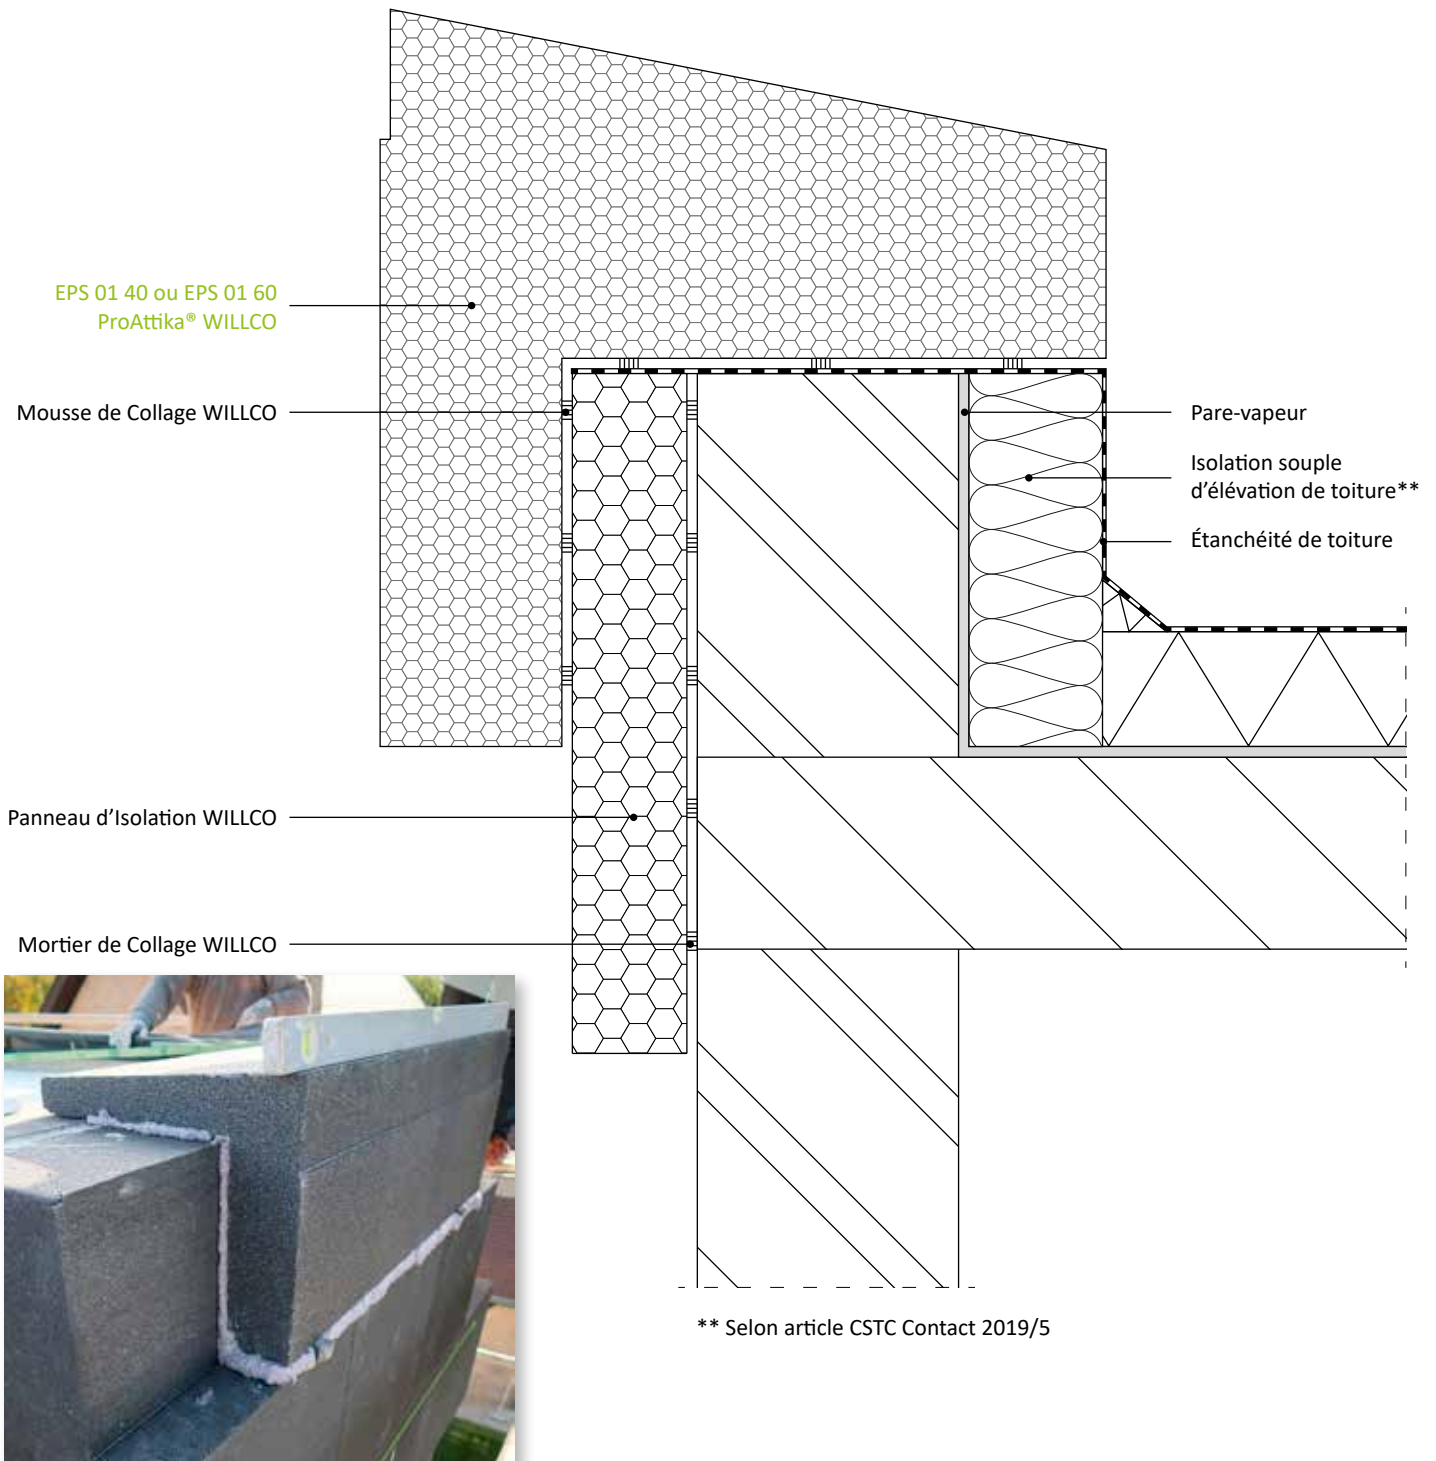 EPS 01 40 ou EPS 01 60
ProAttika® WILLCO
Mousse de Collage WILLCO
Panneau d’Isolation WILLCO
Mortier de Collage WILLCO
Pare-vapeur
Isolation souple
d’élévation de toiture**
Étanchéité de toiture
** Selon article CSTC Contact 2019/5